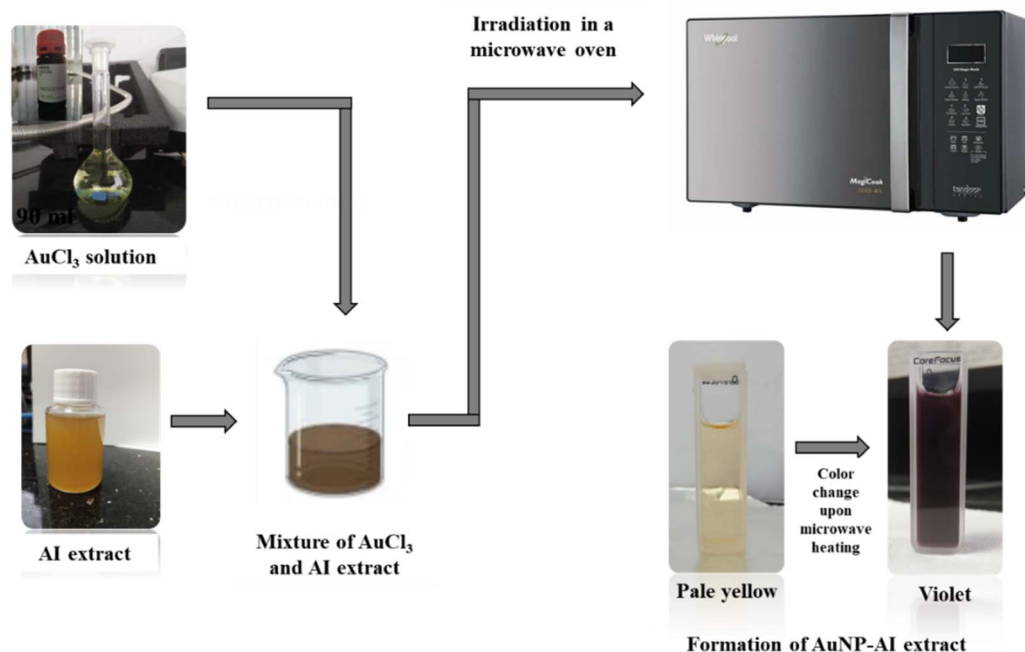 Irradiation in a
microwave oven
Whirlpool
MagiCook
90 ml
AuCl₃ solution
AI extract
Mixture of AuCl₃
and AI extract
CoreFocus
Color
change
upon
microwave
heating
Pale yellow
Violet
Formation of AuNP-AI extract